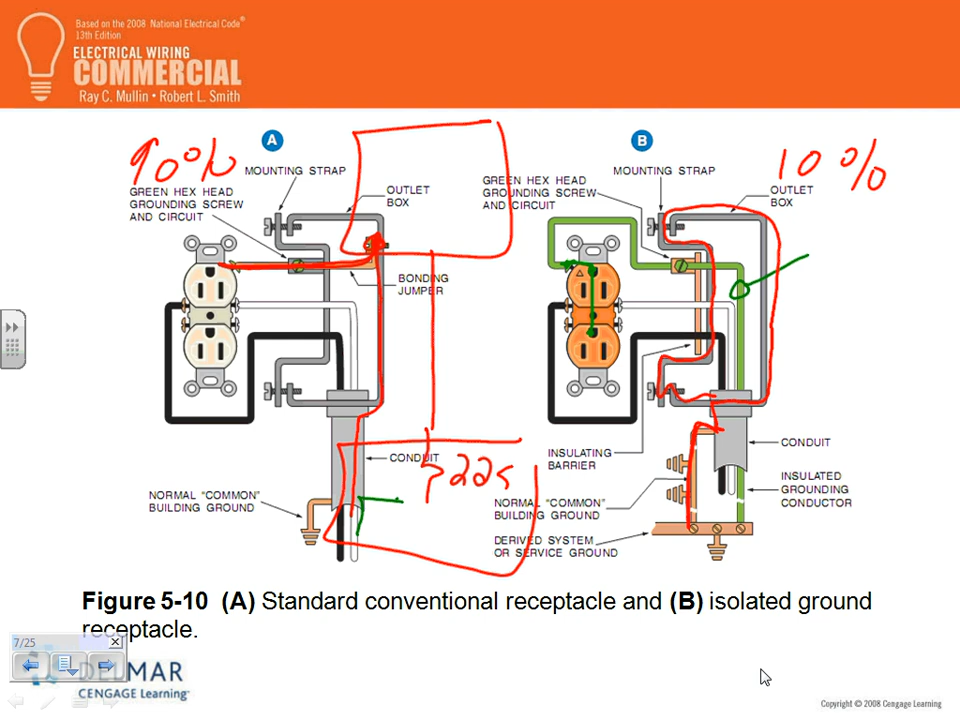 Based on the 2008 National Electrical Code®
13th Edition
ELECTRICAL WIRING
COMMERCIAL
Ray C. Mullin • Robert L. Smith
90%
A
MOUNTING STRAP
GREEN HEX HEAD
GROUNDING SCREW
AND CIRCUIT
OUTLET
BOX
BONDING
JUMPER
CONDUIT
NORMAL "COMMON"
BUILDING GROUND
10%
B
MOUNTING STRAP
GREEN HEX HEAD
GROUNDING SCREW
AND CIRCUIT
OUTLET
BOX
INSULATING
BARRIER
CONDUIT
INSULATED
GROUNDING
CONDUCTOR
NORMAL "COMMON"
BUILDING GROUND
DERIVED SYSTEM
OR SERVICE GROUND
Figure 5-10 (A) Standard conventional receptacle and (B) isolated ground
receptacle.
7/25
DELMAR
CENGAGE Learning
Copyright © 2008 Cengage Learning